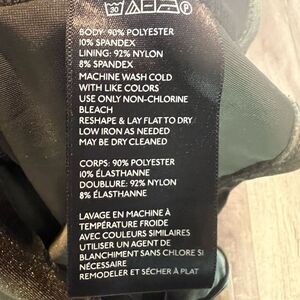 30 P
BODY: 90% POLYESTER
10% SPANDEX
LINING: 92% NYLON
8% SPANDEX
MACHINE WASH COLD
WITH LIKE COLORS
USE ONLY NON-CHLORINE
BLEACH
RESHAPE & LAY FLAT TO DRY
LOW IRON AS NEEDED
MAY BE DRY CLEANED
CORPS: 90% POLYESTER
10% ÉLASTHANNE
DOUBLURE: 92% NYLON
8% ÉLASTHANNE
LAVAGE EN MACHINE À
TEMPÉRATURE FROIDE
AVEC COULEURS SIMILAIRES
UTILISER UN AGENT DE
BLANCHIMENT SANS CHLORE SI
NÉCESSAIRE
REMODELER ET SÉCHER À PLAT